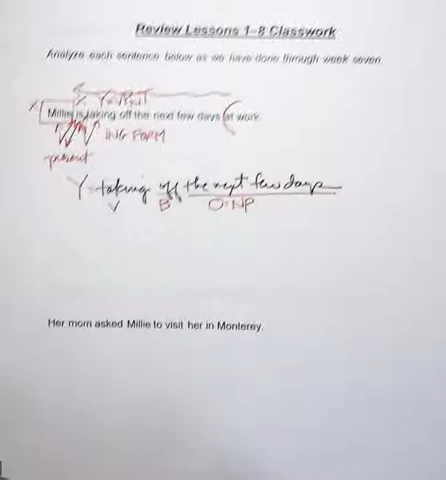 Review Lessons 1-8 Classwork
Analyze each sentence below as we have done through week seven.
X Y=VPNT
Millie is taking off the next few days at work.
ING FORM
present
Y=taking off the next few days
V B O=NP
Her mom asked Millie to visit her in Monterey.